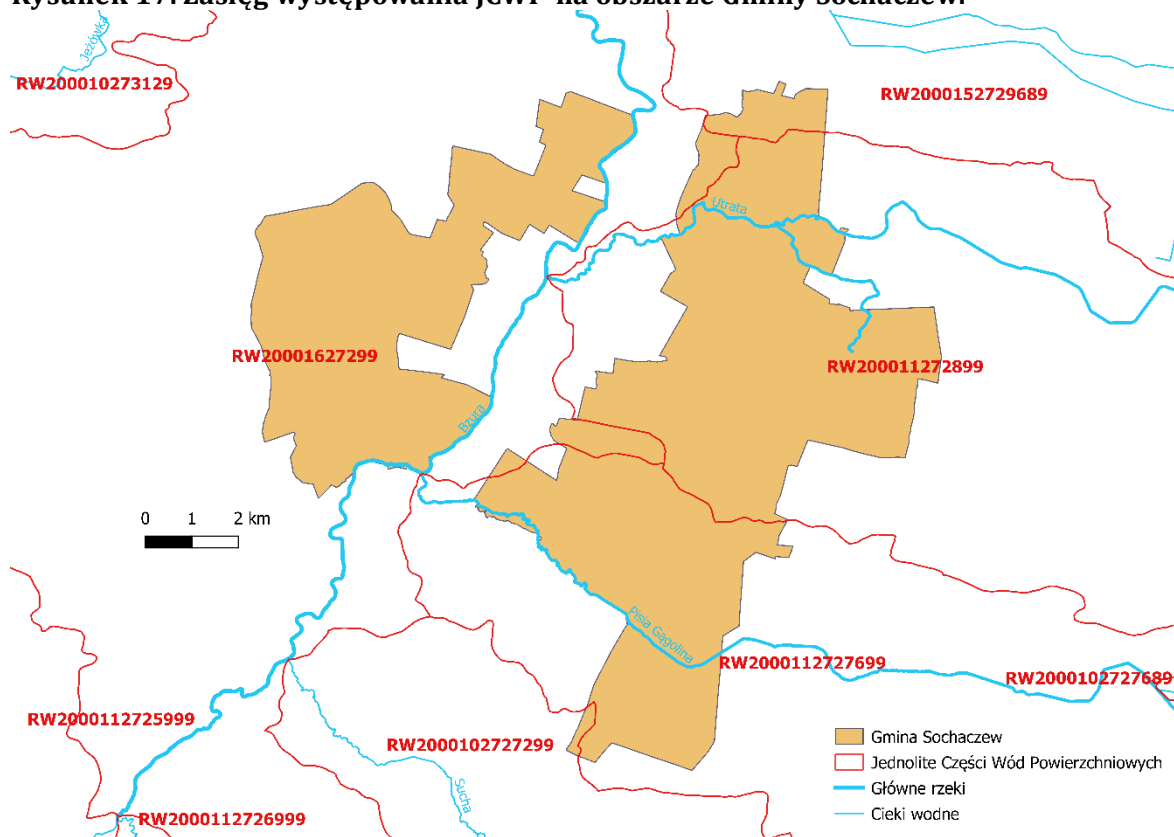 Rysunek 17. Zasięg występowania JCWP na obszarze Gminy Sochaczew.
Jeżówka
RW200010273129
RW2000152729689
Utrata
RW20001627299
RW200011272899
Bzura
0 1 2 km
Pisia Gągolina
RW2000112727699
RW2000102727689
RW2000112725999
RW2000102727299
Sucha
RW2000112726999
Gmina Sochaczew
Jednolite Części Wód Powierzchniowych
Główne rzeki
Cieki wodne